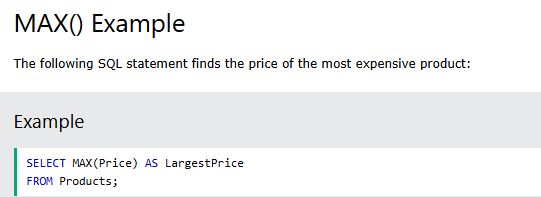 MAX() Example
The following SQL statement finds the price of the most expensive product:
Example
SELECT MAX(Price) AS LargestPrice
FROM Products;